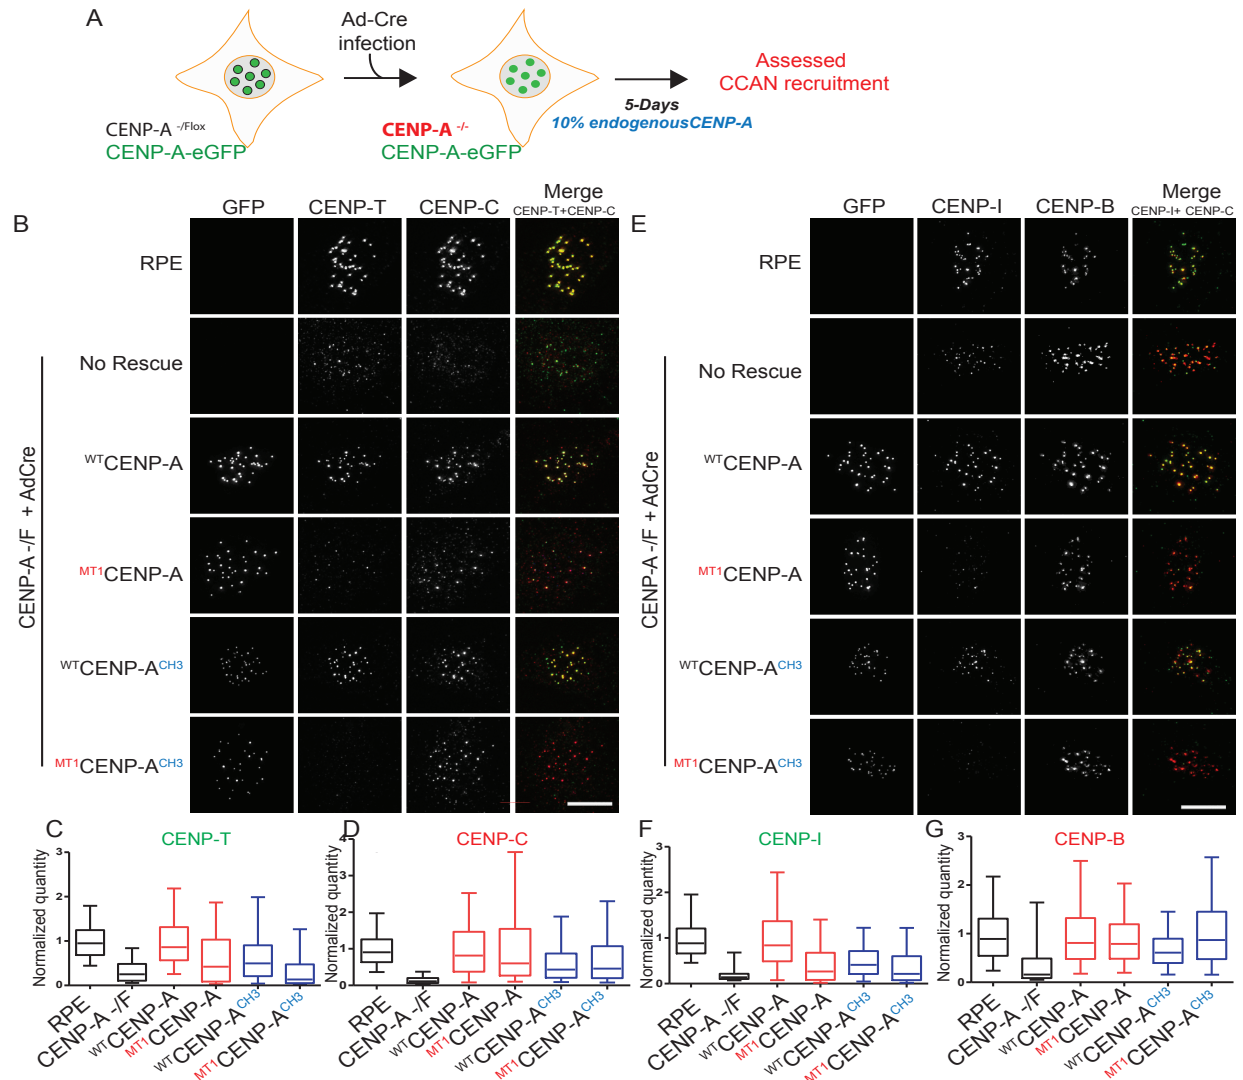 A
Ad-Cre
infection
Assessed
CCAN recruitment
5-Days
10% endogenousCENP-A
CENP-A -/Flox
CENP-A-eGFP
CENP-A -/-
CENP-A-eGFP
B
GFP
CENP-T
CENP-C
Merge
CENP-T+CENP-C
RPE
No Rescue
WTCENP-A
MT1CENP-A
WTCENP-ACH3
MT1CENP-ACH3
CENP-A -/F + AdCre
E
GFP
CENP-I
CENP-B
Merge
CENP-I+ CENP-C
RPE
No Rescue
WTCENP-A
MT1CENP-A
WTCENP-ACH3
MT1CENP-ACH3
CENP-A -/F + AdCre
C
CENP-T
Normalized quantity
3
2
1
0
RPE
CENP-A -/F
WTCENP-A
MT1CENP-A
WTCENP-ACH3
MT1CENP-ACH3
D
CENP-C
Normalized quantity
4
3
2
1
0
RPE
CENP-A -/F
WTCENP-A
MT1CENP-A
WTCENP-ACH3
MT1CENP-ACH3
F
CENP-I
Normalized quantity
3
2
1
0
RPE
CENP-A -/F
WTCENP-A
MT1CENP-A
WTCENP-ACH3
MT1CENP-ACH3
G
CENP-B
Normalized quantity
3
2
1
0
RPE
CENP-A -/F
WTCENP-A
MT1CENP-A
WTCENP-ACH3
MT1CENP-ACH3